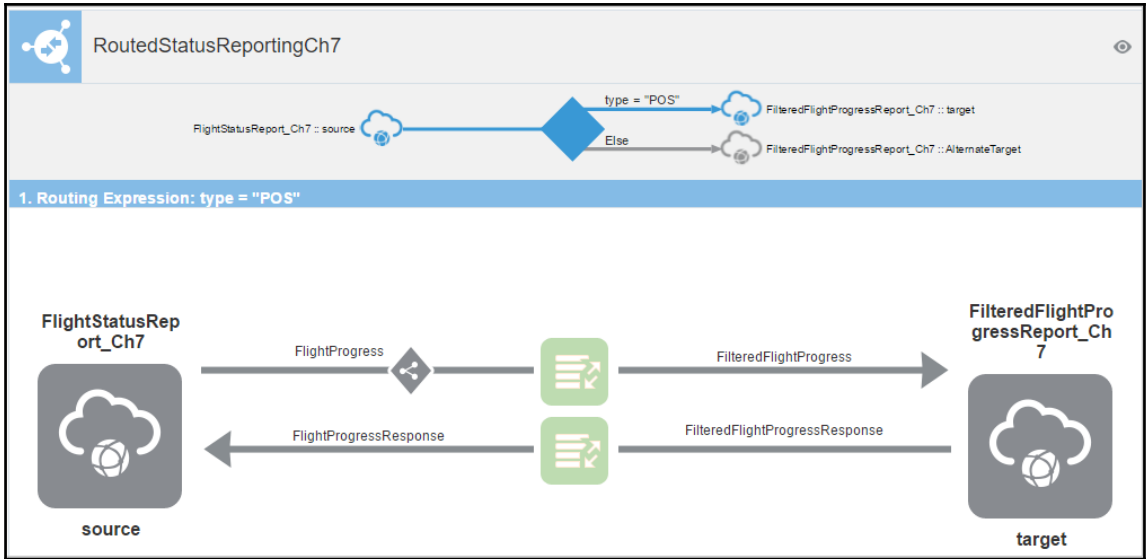 RoutedStatusReportingCh7
type = "POS"
FlightStatusReport_Ch7 :: source
FilteredFlightProgressReport_Ch7 :: target
Else
FilteredFlightProgressReport_Ch7 :: AlternateTarget
1. Routing Expression: type = "POS"
FlightStatusRep
ort_Ch7
FilteredFlightPro
gressReport_Ch
7
FlightProgress
FilteredFlightProgress
FlightProgressResponse
FilteredFlightProgressResponse
source
target